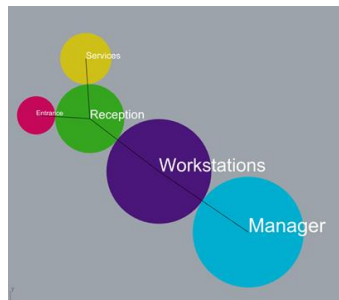 Services
Entrance
Reception
Workstations
Manager